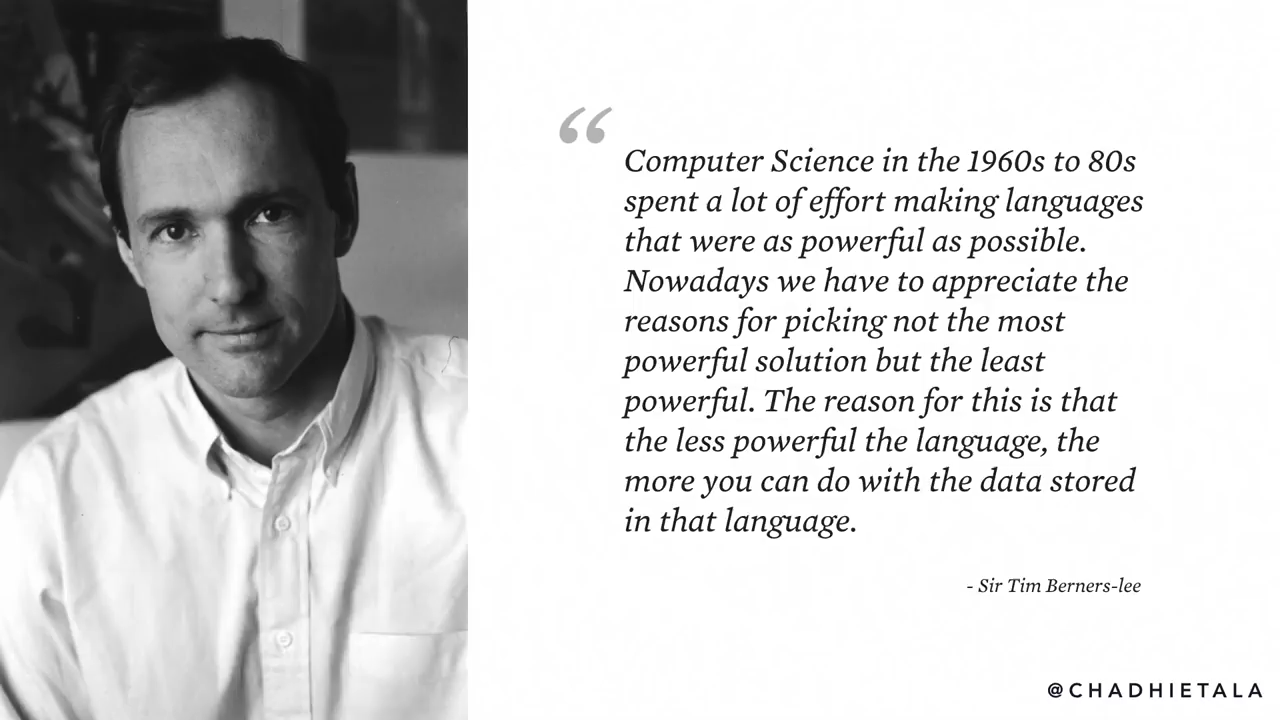 “
Computer Science in the 1960s to 80s
spent a lot of effort making languages
that were as powerful as possible.
Nowadays we have to appreciate the
reasons for picking not the most
powerful solution but the least
powerful. The reason for this is that
the less powerful the language, the
more you can do with the data stored
in that language.
- Sir Tim Berners-lee
@CHADHIETALA